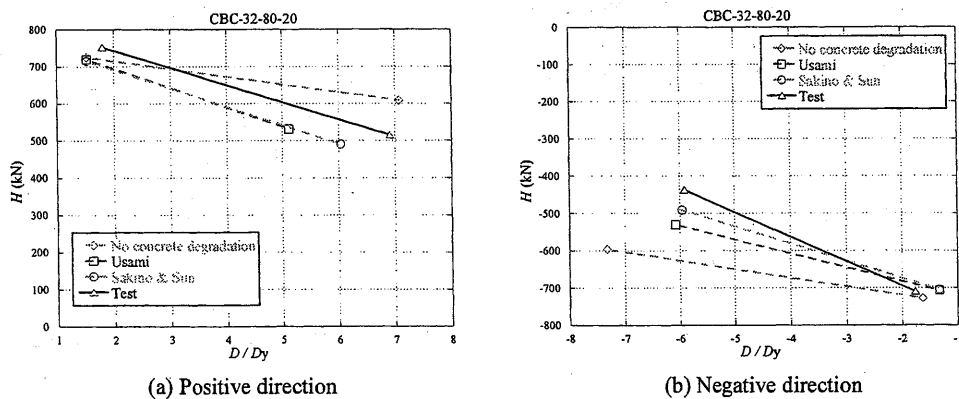 CBC-32-80-20
800
700
600
500
400
300
200
100
0
H (kN)
No concrete degradation
Usami
Sakino & Sun
Test
1 2 3 4 5 6 7 8
D / Dy
(a) Positive direction
CBC-32-80-20
0
-100
-200
-300
-400
-500
-600
-700
-800
H (kN)
No concrete degradation
Usami
Sakino & Sun
Test
-8 -7 -6 -5 -4 -3 -2 -1
D / Dy
(b) Negative direction